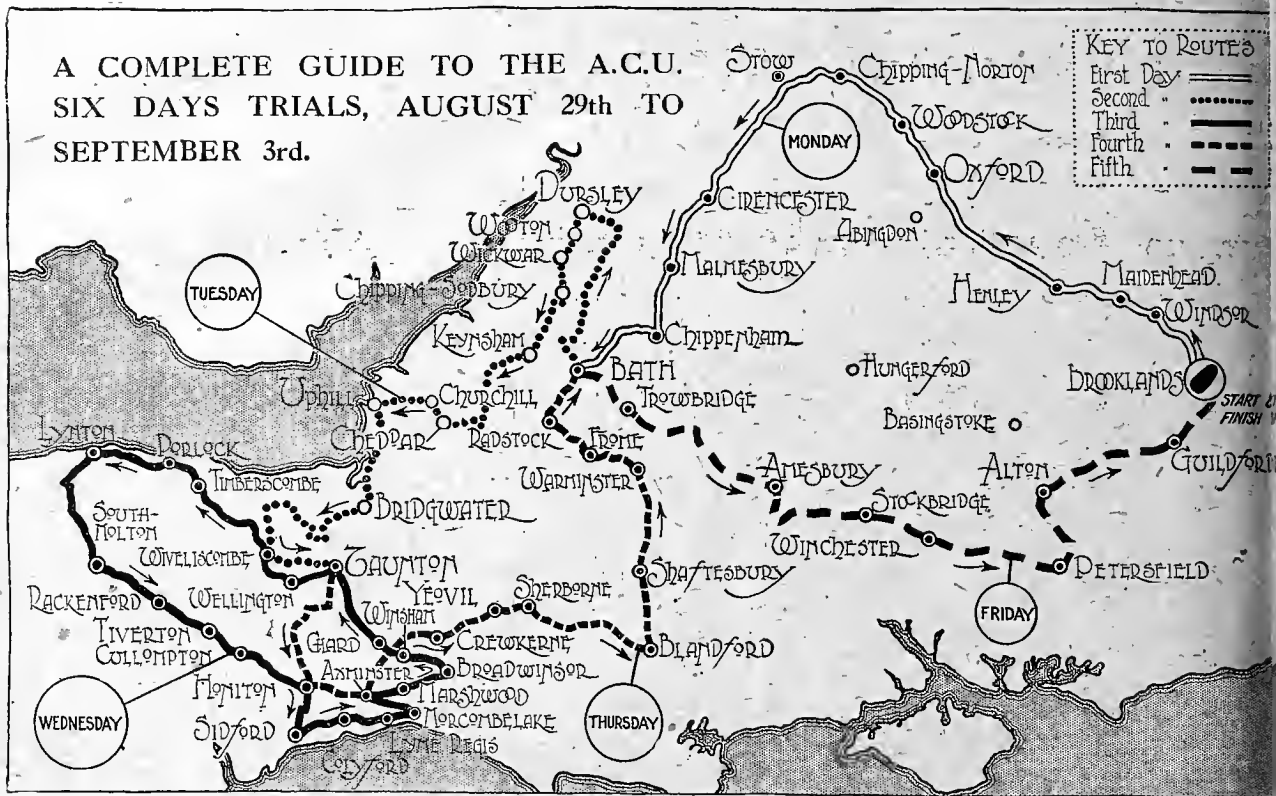 A COMPLETE GUIDE TO THE A.C.U.
SIX DAYS TRIALS, AUGUST 29th TO
SEPTEMBER 3rd.
KEY TO ROUTES
First Day
Second "
Third "
Fourth "
Fifth "
STOW
CHIPPING-NORTON
WOODSTOCK
MONDAY
OXFORD
CIRENCESTER
ABINGDON
DURSLEY
WOTON
WICKWAR
MALMESBURY
MAIDENHEAD
HENLEY
WINDSOR
TUESDAY
CHIPPING-SODBURY
KEYNSHAM
CHIPPENHAM
BATH
HUNGERFORD
BROOKLANDS
START &
FINISH
UPHILL
CHURCHILL
TROWBRIDGE
BASINGSTOKE
CHEDDAR
RADSTOCK
FROME
LYNTON
PORLOCK
TIMBERSCOMBE
WARMINSTER
AMESBURY
ALTON
GUILDFORD
BRIDGWATER
STOCKBRIDGE
SOUTH-
MOLTON
WIVELISCOMBE
TAUNTON
WINCHESTER
SHAFTESBURY
PETERSFIELD
RACKENFORD
WELLINGTON
YEOVIL
SHERBORNE
FRIDAY
TIVERTON
CULLOMPTON
WINSHAM
CHARD
CREWKERNE
BLANDFORD
AXMINSTER
BROADWINSOR
HONITON
MARSHWOOD
WEDNESDAY
THURSDAY
SIDFORD
MORCOMBELAKE
LYME REGIS
COLYFORD